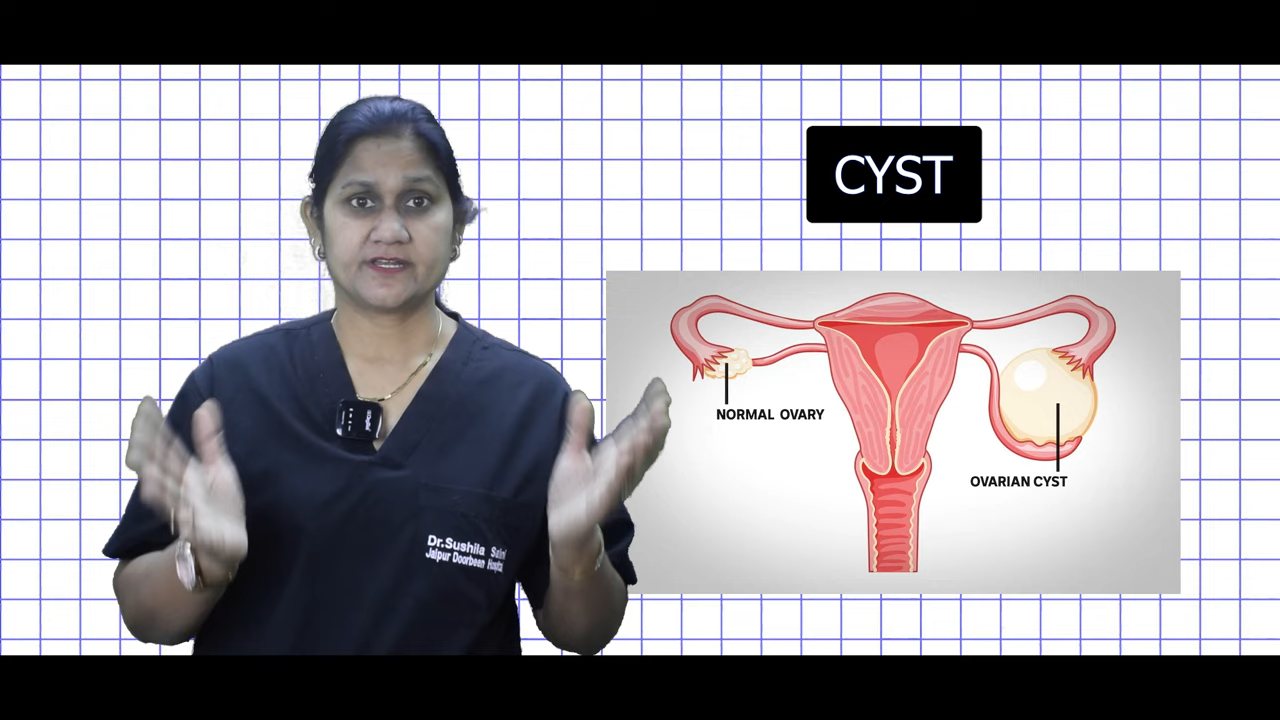 CYST
NORMAL OVARY
OVARIAN CYST
Dr.Sushila Saini
Jaipur Doorbeen Hospital